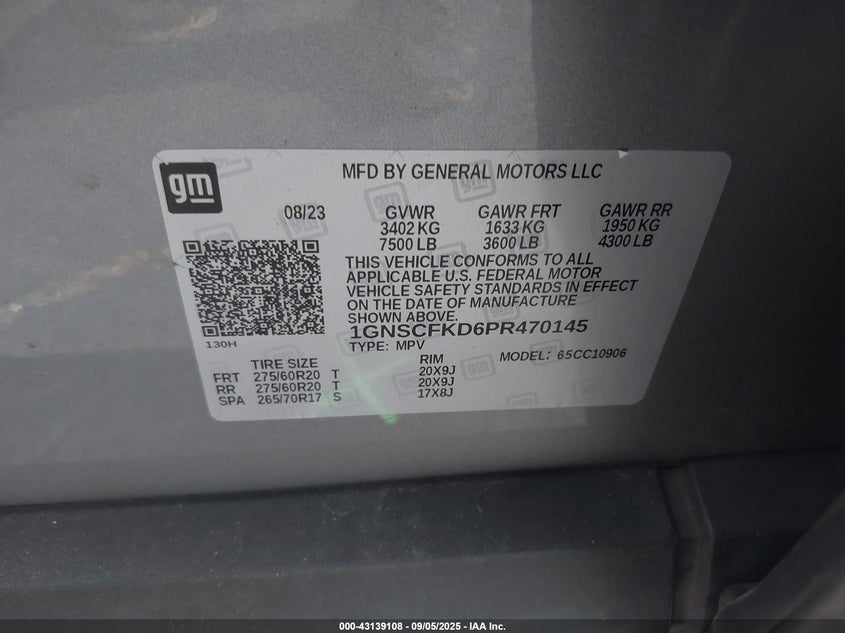 gm
MFD BY GENERAL MOTORS LLC
08/23 GVWR GAWR FRT GAWR RR
3402 KG 1633 KG 1950 KG
7500 LB 3600 LB 4300 LB
THIS VEHICLE CONFORMS TO ALL
APPLICABLE U.S. FEDERAL MOTOR
VEHICLE SAFETY STANDARDS IN EFFECT
ON THE DATE OF MANUFACTURE
SHOWN ABOVE.
1GNSCFKD6PR470145
130H
TYPE: MPV MODEL: 65CC10906
TIRE SIZE RIM
FRT 275/60R20 T 20X9J
RR 275/60R20 T 20X9J
SPA 265/70R17 S 17X8J
000-43139108 - 09/05/2025 - IAA Inc.